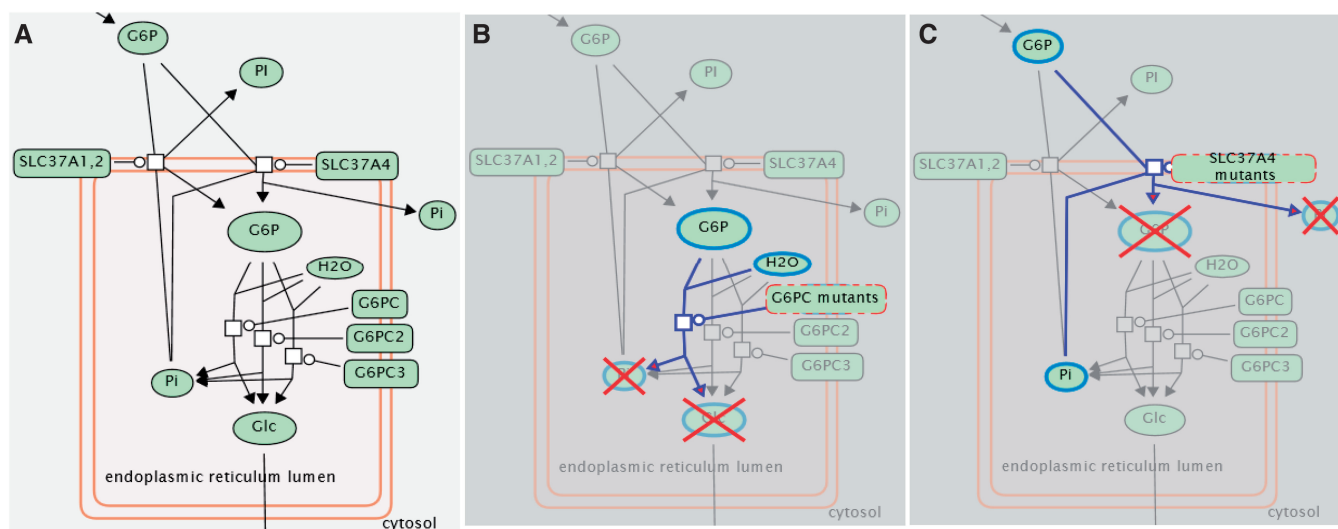 A
G6P
PI
SLC37A1,2
SLC37A4
Pi
G6P
H2O
G6PC
G6PC2
G6PC3
Pi
Glc
endoplasmic reticulum lumen
cytosol
B
G6P
PI
SLC37A1,2
SLC37A4
Pi
G6P
H2O
G6PC mutants
G6PC2
G6PC3
Glc
endoplasmic reticulum lumen
cytosol
C
G6P
PI
SLC37A1,2
SLC37A4
mutants
G6P
H2O
G6PC
G6PC2
G6PC3
Pi
Glc
endoplasmic reticulum lumen
cytosol